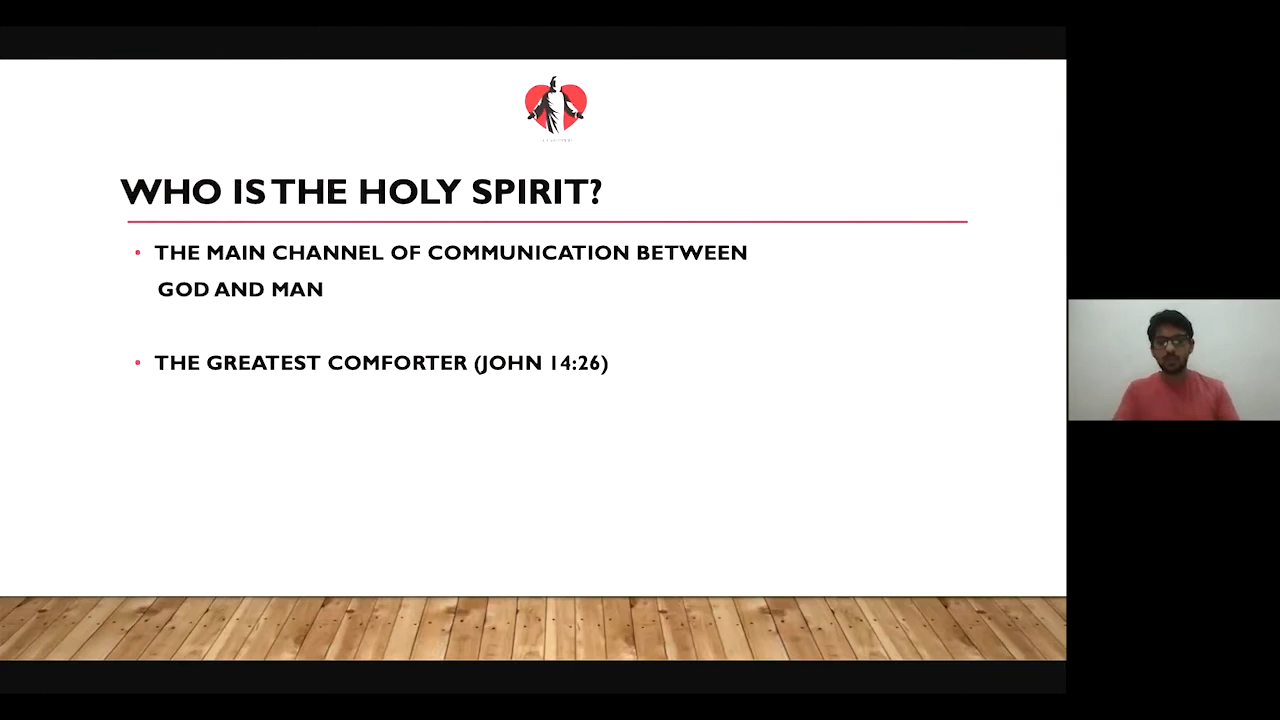 WHO IS THE HOLY SPIRIT?
• THE MAIN CHANNEL OF COMMUNICATION BETWEEN
GOD AND MAN
• THE GREATEST COMFORTER (JOHN 14:26)